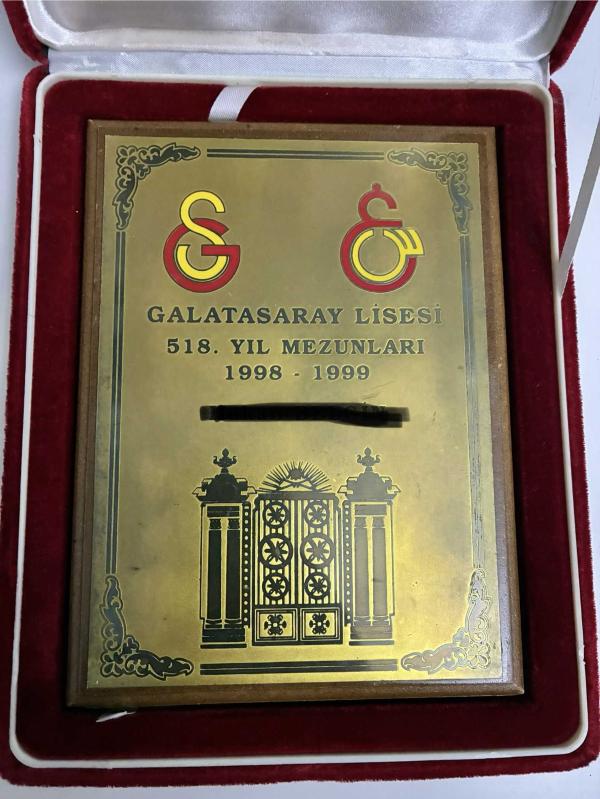 GALATASARAY LİSESİ
518. YIL MEZUNLARI
1998 - 1999